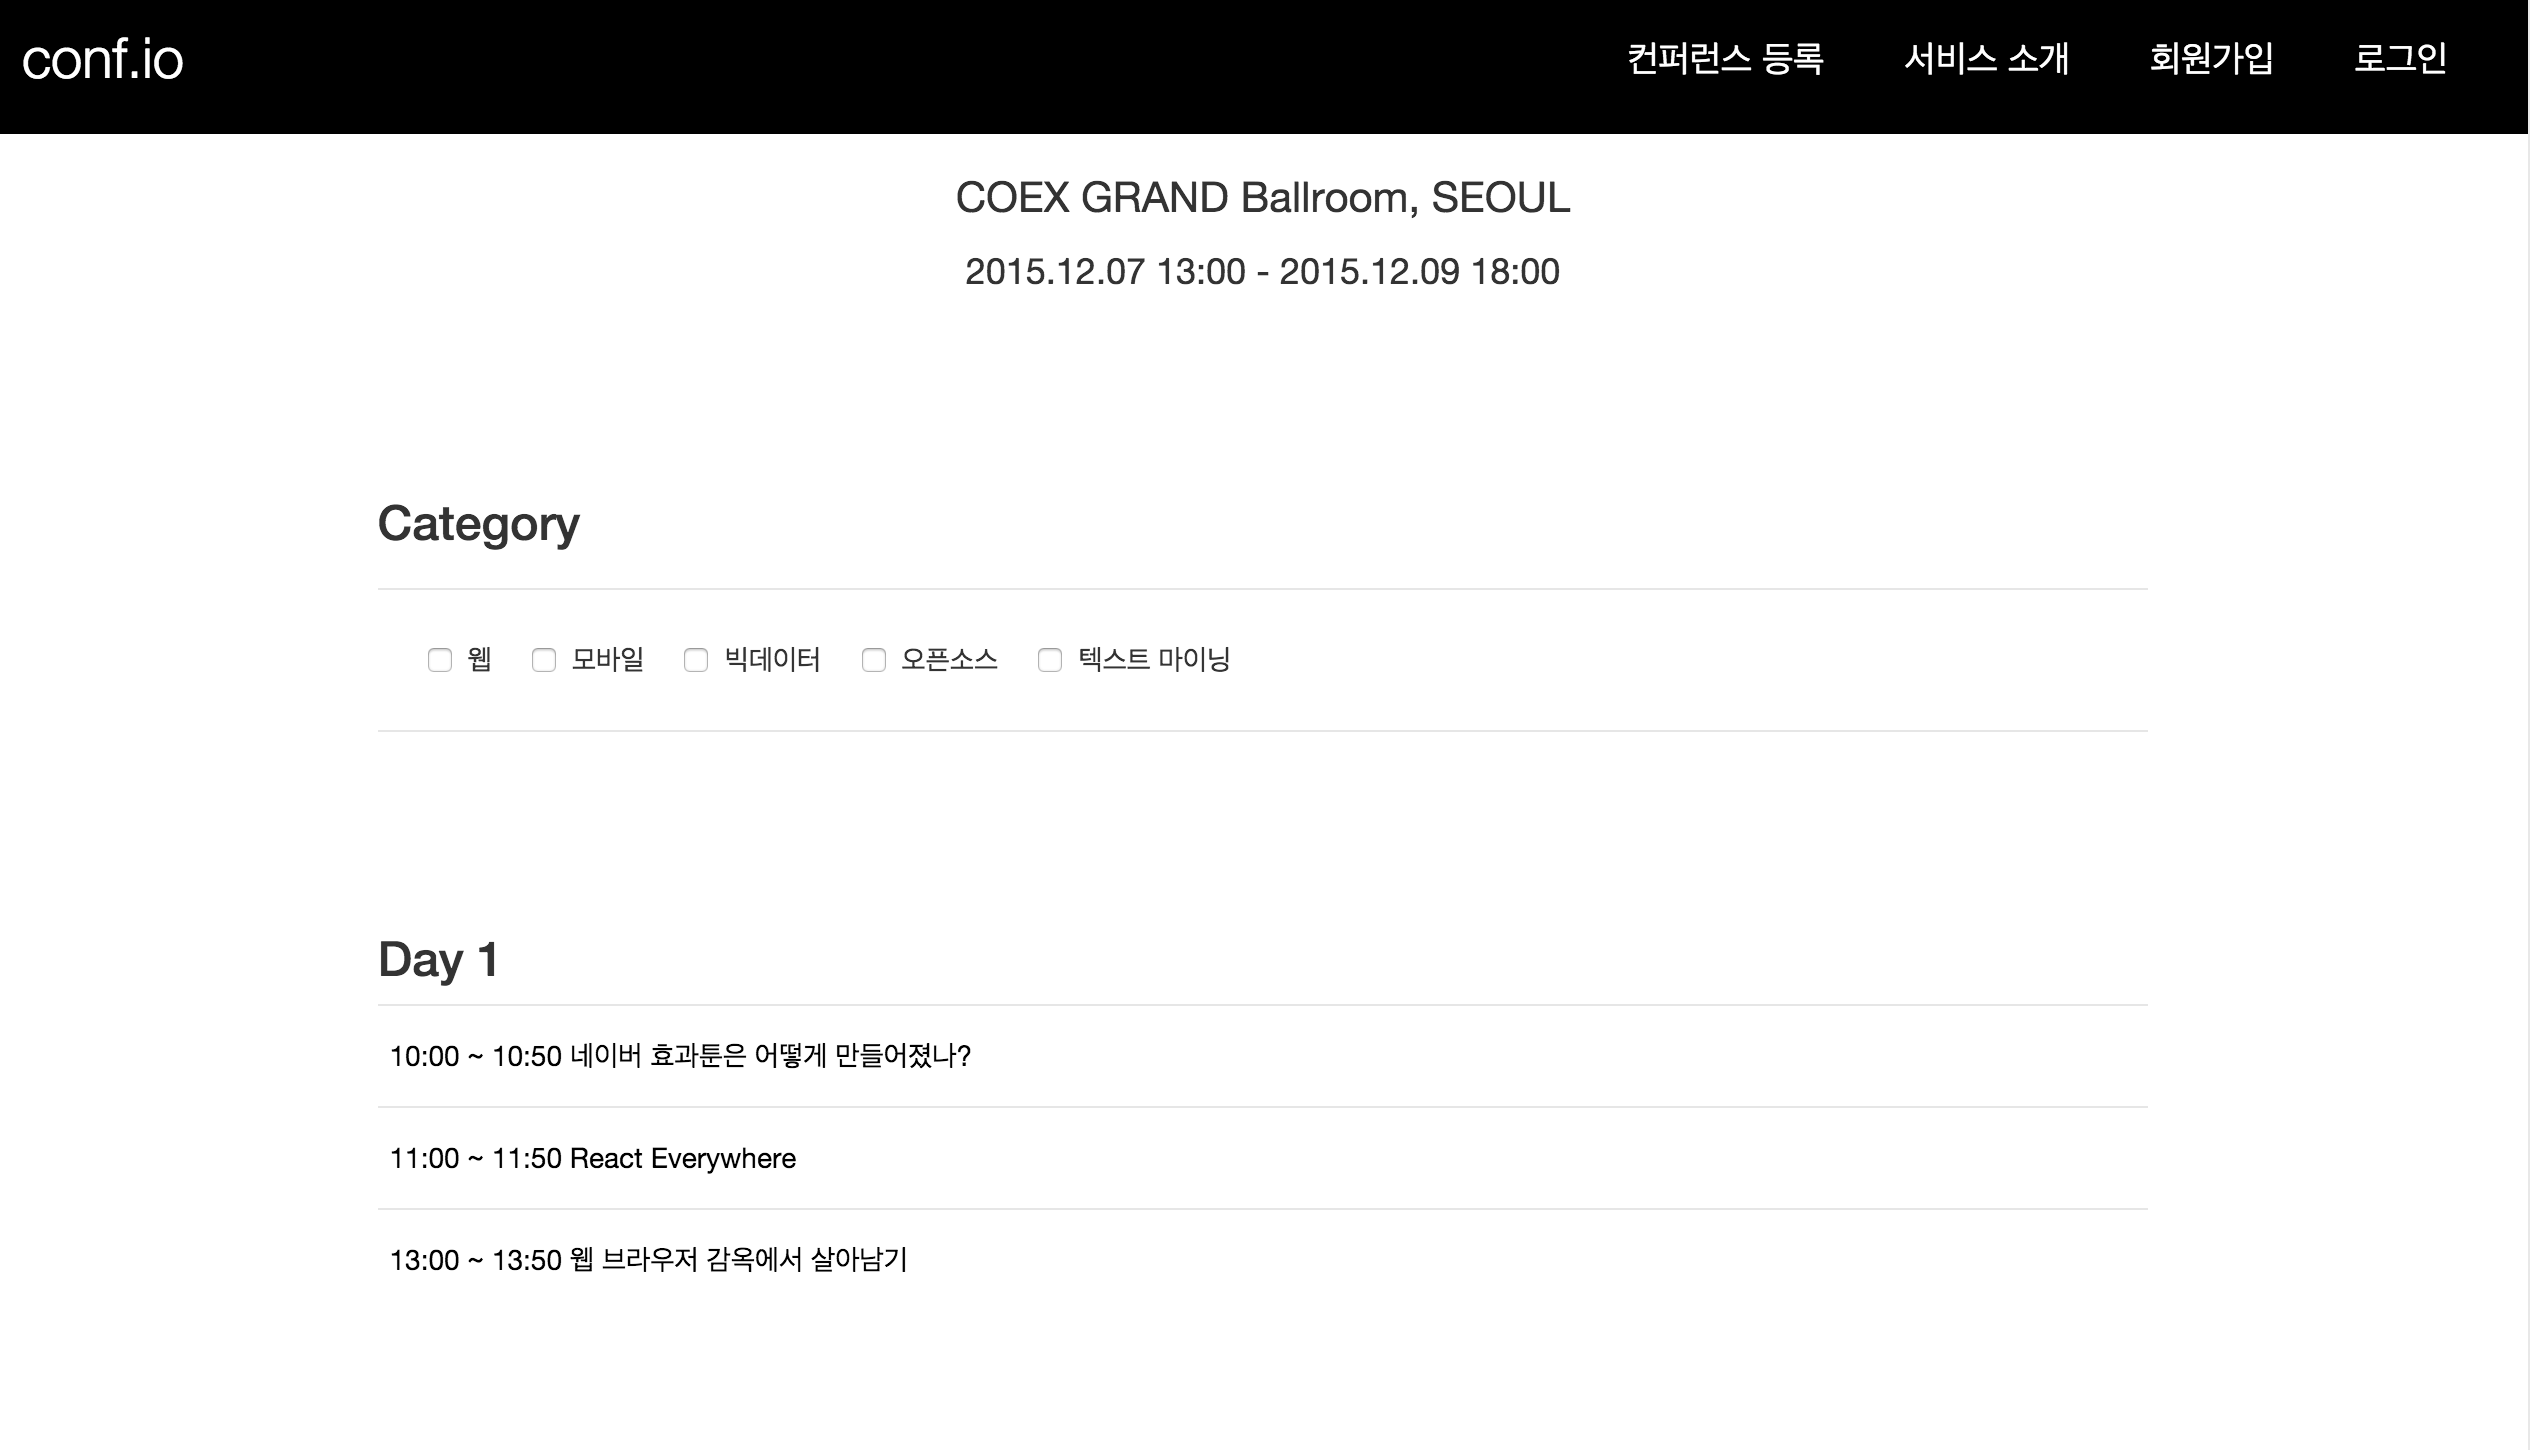 conf.io 컨퍼런스 등록 서비스 소개 회원가입 로그인
COEX GRAND Ballroom, SEOUL
2015.12.07 13:00 - 2015.12.09 18:00
Category
웹 모바일 빅데이터 오픈소스 텍스트 마이닝
Day 1
10:00 ~ 10:50 네이버 효과툰은 어떻게 만들어졌나?
11:00 ~ 11:50 React Everywhere
13:00 ~ 13:50 웹 브라우저 감옥에서 살아남기